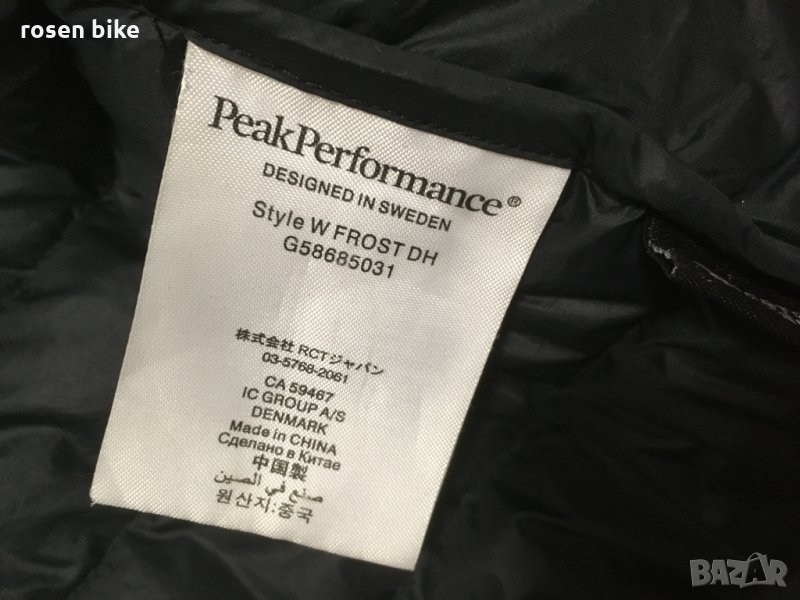 rosen bike
PeakPerformance®
DESIGNED IN SWEDEN
Style W FROST DH
G58685031
株式会社 RCTジャパン
03-5768-2061
CA 59467
IC GROUP A/S
DENMARK
Made in CHINA
Сделано в Китае
中国製
صنع في الصين
원산지:중국
BAZAR